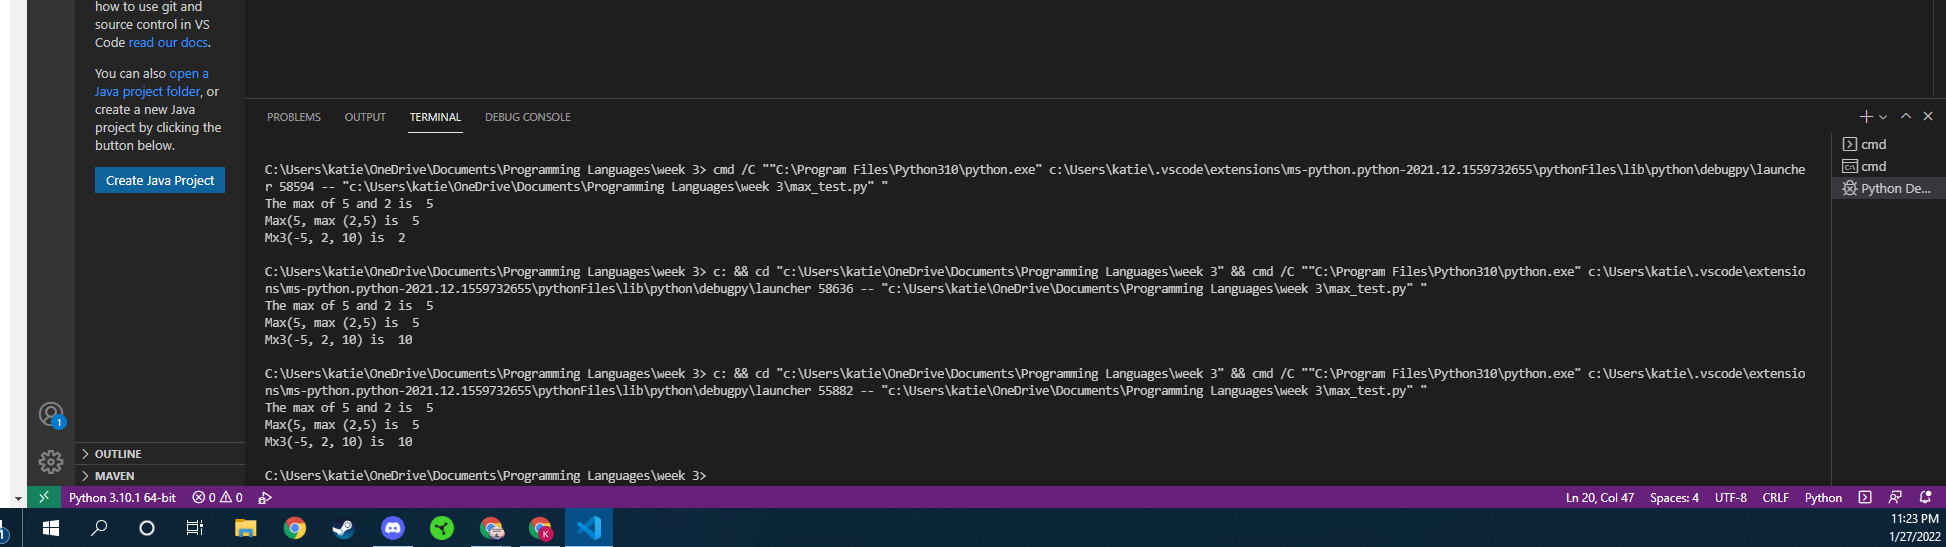 how to use git and
source control in VS
Code read our docs.
You can also open a
Java project folder, or
create a new Java
project by clicking the
button below.
Create Java Project
PROBLEMS OUTPUT TERMINAL DEBUG CONSOLE
C:\Users\katie\OneDrive\Documents\Programming Languages\week 3> cmd /C ""C:\Program Files\Python310\python.exe" c:\Users\katie\.vscode\extensions\ms-python.python-2021.12.1559732655\pythonFiles\lib\python\debugpy\launche
r 58594 -- "c:\Users\katie\OneDrive\Documents\Programming Languages\week 3\max_test.py" "
The max of 5 and 2 is  5
Max(5, max (2,5) is  5
Mx3(-5, 2, 10) is  2
C:\Users\katie\OneDrive\Documents\Programming Languages\week 3> c: && cd "c:\Users\katie\OneDrive\Documents\Programming Languages\week 3" && cmd /C ""C:\Program Files\Python310\python.exe" c:\Users\katie\.vscode\extensio
ns\ms-python.python-2021.12.1559732655\pythonFiles\lib\python\debugpy\launcher 58636 -- "c:\Users\katie\OneDrive\Documents\Programming Languages\week 3\max_test.py" "
The max of 5 and 2 is  5
Max(5, max (2,5) is  5
Mx3(-5, 2, 10) is  10
C:\Users\katie\OneDrive\Documents\Programming Languages\week 3> c: && cd "c:\Users\katie\OneDrive\Documents\Programming Languages\week 3" && cmd /C ""C:\Program Files\Python310\python.exe" c:\Users\katie\.vscode\extensio
ns\ms-python.python-2021.12.1559732655\pythonFiles\lib\python\debugpy\launcher 55882 -- "c:\Users\katie\OneDrive\Documents\Programming Languages\week 3\max_test.py" "
The max of 5 and 2 is  5
Max(5, max (2,5) is  5
Mx3(-5, 2, 10) is  10
C:\Users\katie\OneDrive\Documents\Programming Languages\week 3>
cmd
cmd
Python De...
1
OUTLINE
MAVEN
Python 3.10.1 64-bit 0 0 Ln 20, Col 47 Spaces: 4 UTF-8 CRLF Python
K
11:23 PM
1/27/2022